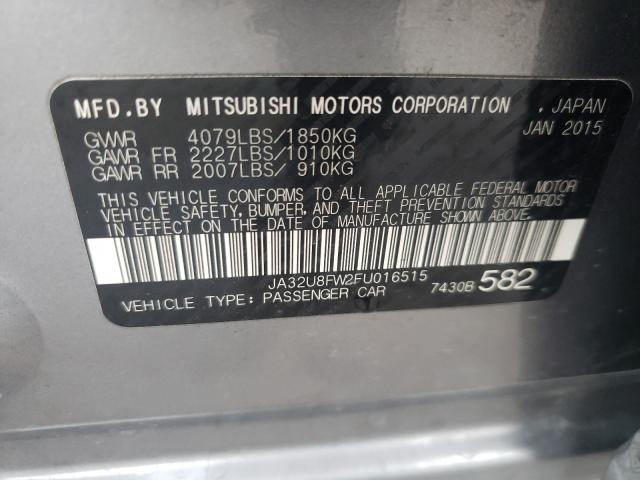 MFD.BY MITSUBISHI MOTORS CORPORATION . JAPAN
JAN 2015
GVWR 4079LBS/1850KG
GAWR FR 2227LBS/1010KG
GAWR RR 2007LBS/ 910KG
THIS VEHICLE CONFORMS TO ALL APPLICABLE FEDERAL MOTOR
VEHICLE SAFETY, BUMPER, AND THEFT PREVENTION STANDARDS
IN EFFECT ON THE DATE OF MANUFACTURE SHOWN ABOVE.
JA32U8FW2FU016515
VEHICLE TYPE: PASSENGER CAR 7430B 582